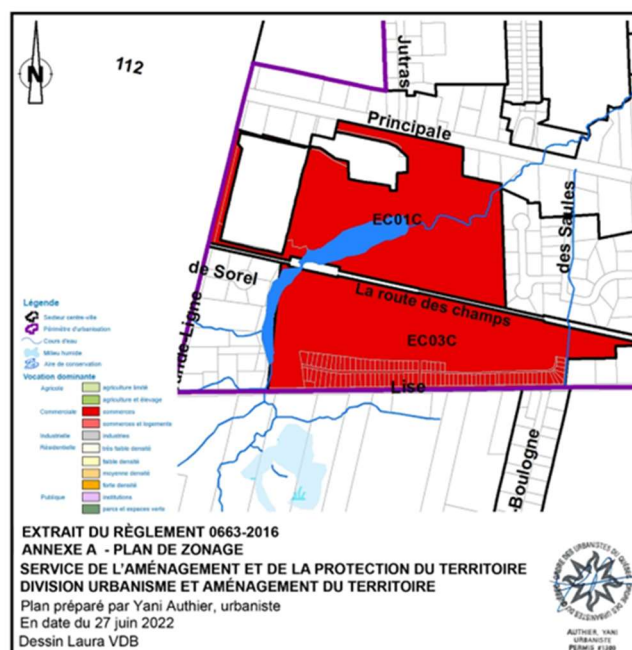 N
112
Jutras
Principale
EC01C
des Saules
de Sorel
La route des champs
EC03C
Lise
-Boulogne
Légende
Secteur centre-ville
Périmètre d'urbanisation
Cours d'eau
Milieu humide
Aire de conservation
Vocation dominante
Agricole
agriculture et élevage
Commerciale
commerces
commerces et logements
Industrielle
industries
Résidentielle
très faible densité
faible densité
moyenne densité
forte densité
Publique
institutions
parcs et espaces verts
EXTRAIT DU RÈGLEMENT 0663-2016
ANNEXE A - PLAN DE ZONAGE
SERVICE DE L'AMÉNAGEMENT ET DE LA PROTECTION DU TERRITOIRE
DIVISION URBANISME ET AMÉNAGEMENT DU TERRITOIRE
Plan préparé par Yani Authier, urbaniste
En date du 27 juin 2022
Dessin Laura VDB
AUTHIER, YANI
URBANISTE